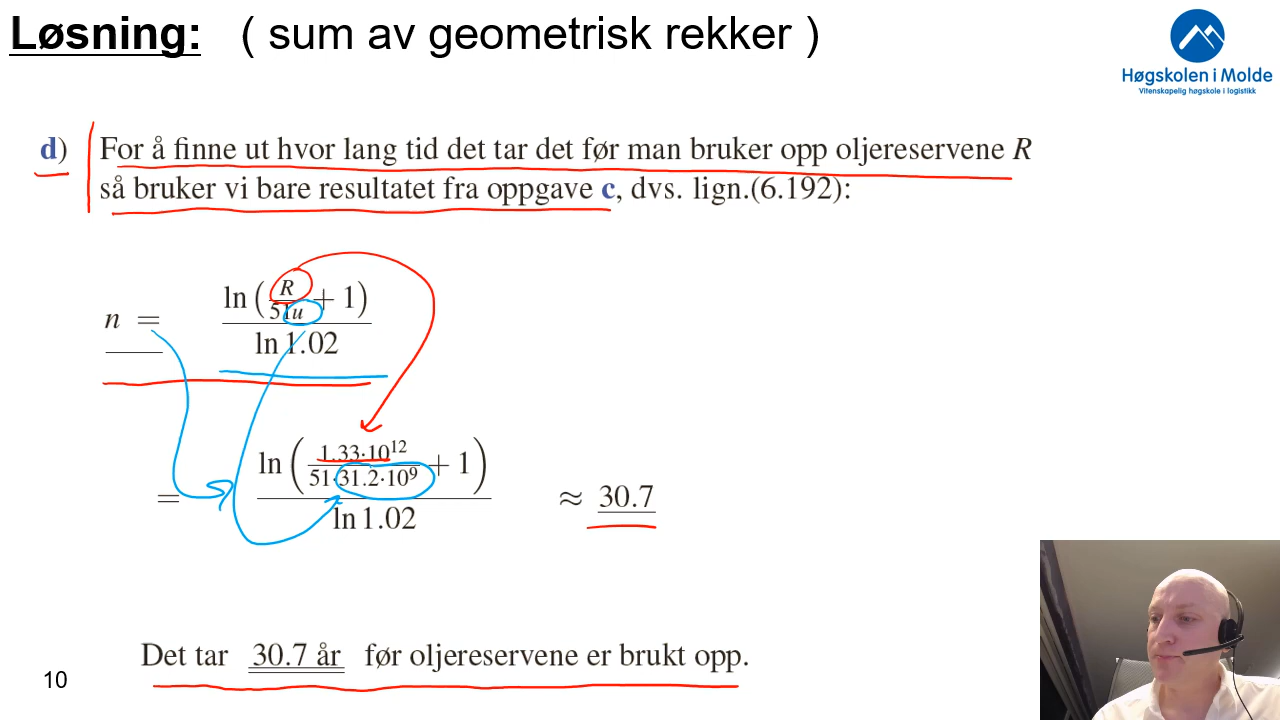 Løsning: ( sum av geometrisk rekker )
Høgskolen i Molde
Vitenskapelig høgskole i logistikk
d) For å finne ut hvor lang tid det tar det før man bruker opp oljereservene R
så bruker vi bare resultatet fra oppgave c, dvs. lign.(6.192):
n = ln ( R / 51u + 1 ) / ln 1.02
= ln ( 1.33·10¹² / 51·31.2·10⁹ + 1 ) / ln 1.02 ≈ 30.7
Det tar 30.7 år før oljereservene er brukt opp.
10